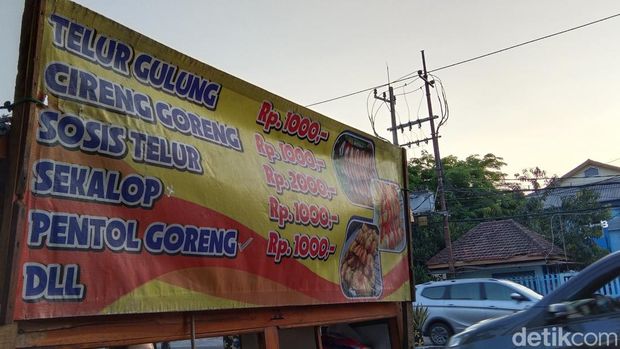 TELUR GULUNG Rp. 1000,-
CIRENG GORENG Rp. 1000,-
SOSIS TELUR Rp. 2000,-
SEKALOP Rp. 1000,-
PENTOL GORENG Rp. 1000,-
DLL
detikcom